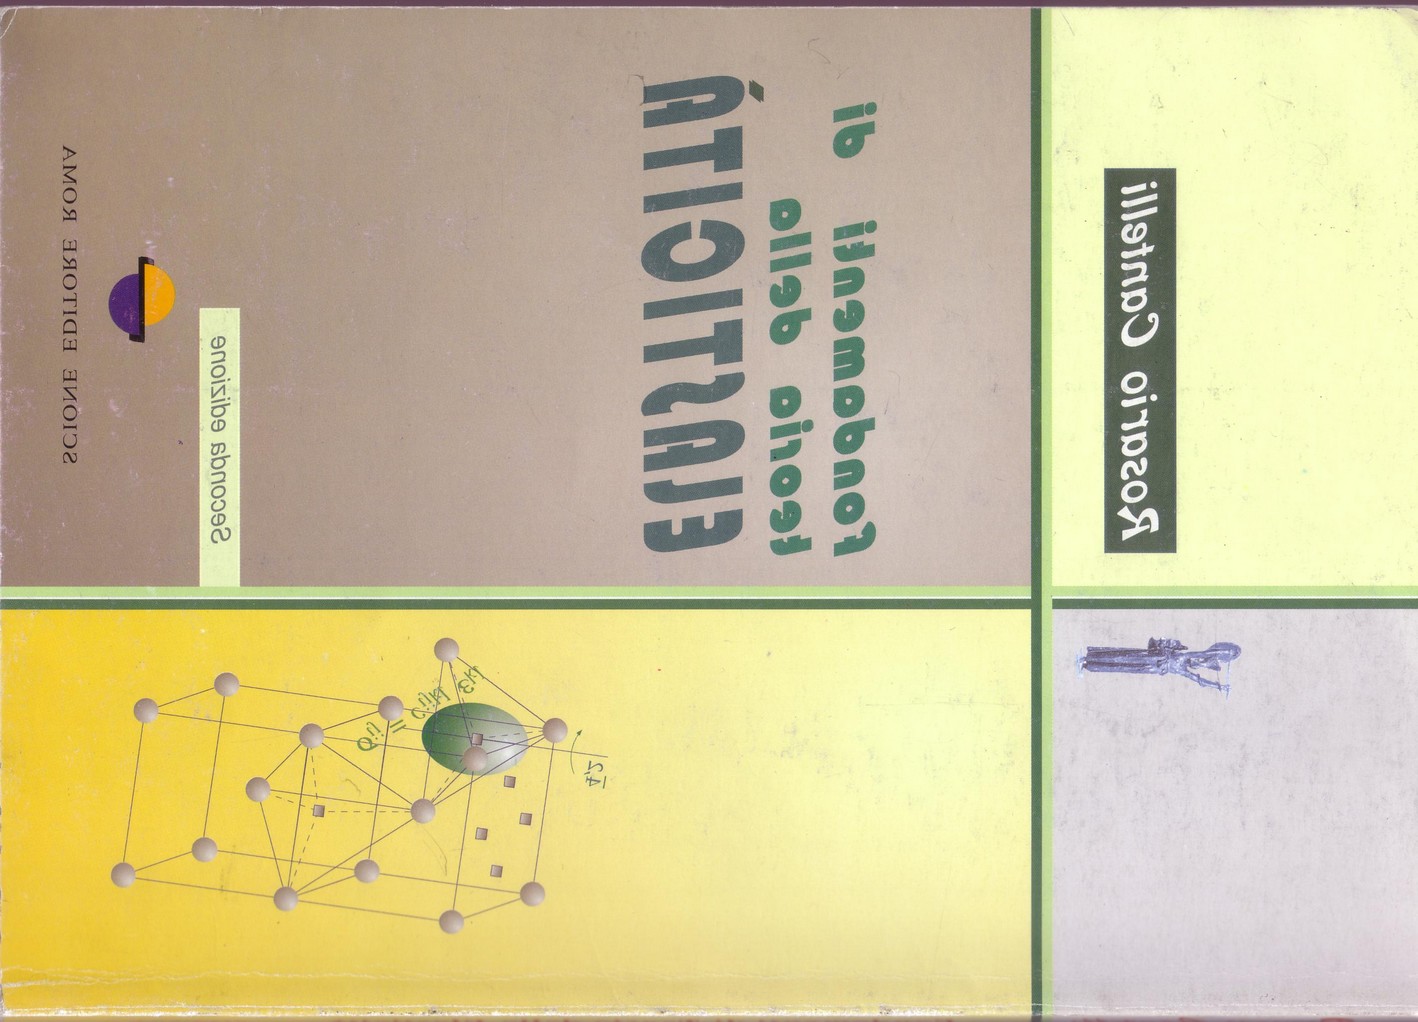 Rosario Cantelli
Fondamenti di
teoria della
ELASTICITÁ
Seconda edizione
SCIONE EDITORE ROMA